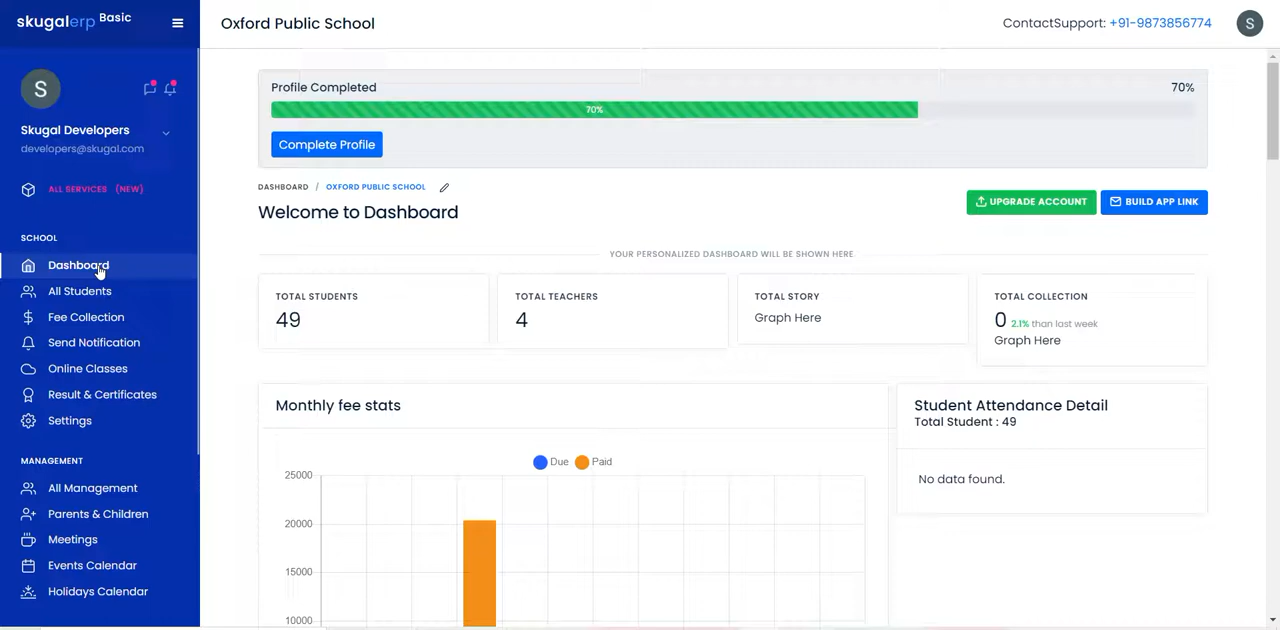 skugalerp Basic
Oxford Public School
ContactSupport: +91-9873856774
S
S
Skugal Developers
developers@skugal.com
ALL SERVICES (NEW)
SCHOOL
Dashboard
All Students
Fee Collection
Send Notification
Online Classes
Result & Certificates
Settings
MANAGEMENT
All Management
Parents & Children
Meetings
Events Calendar
Holidays Calendar
Profile Completed
70%
70%
Complete Profile
DASHBOARD / OXFORD PUBLIC SCHOOL
Welcome to Dashboard
UPGRADE ACCOUNT
BUILD APP LINK
YOUR PERSONALIZED DASHBOARD WILL BE SHOWN HERE
TOTAL STUDENTS
49
TOTAL TEACHERS
4
TOTAL STORY
Graph Here
TOTAL COLLECTION
0 2.1% than last week
Graph Here
Monthly fee stats
Due Paid
25000
20000
15000
10000
Student Attendance Detail
Total Student : 49
No data found.